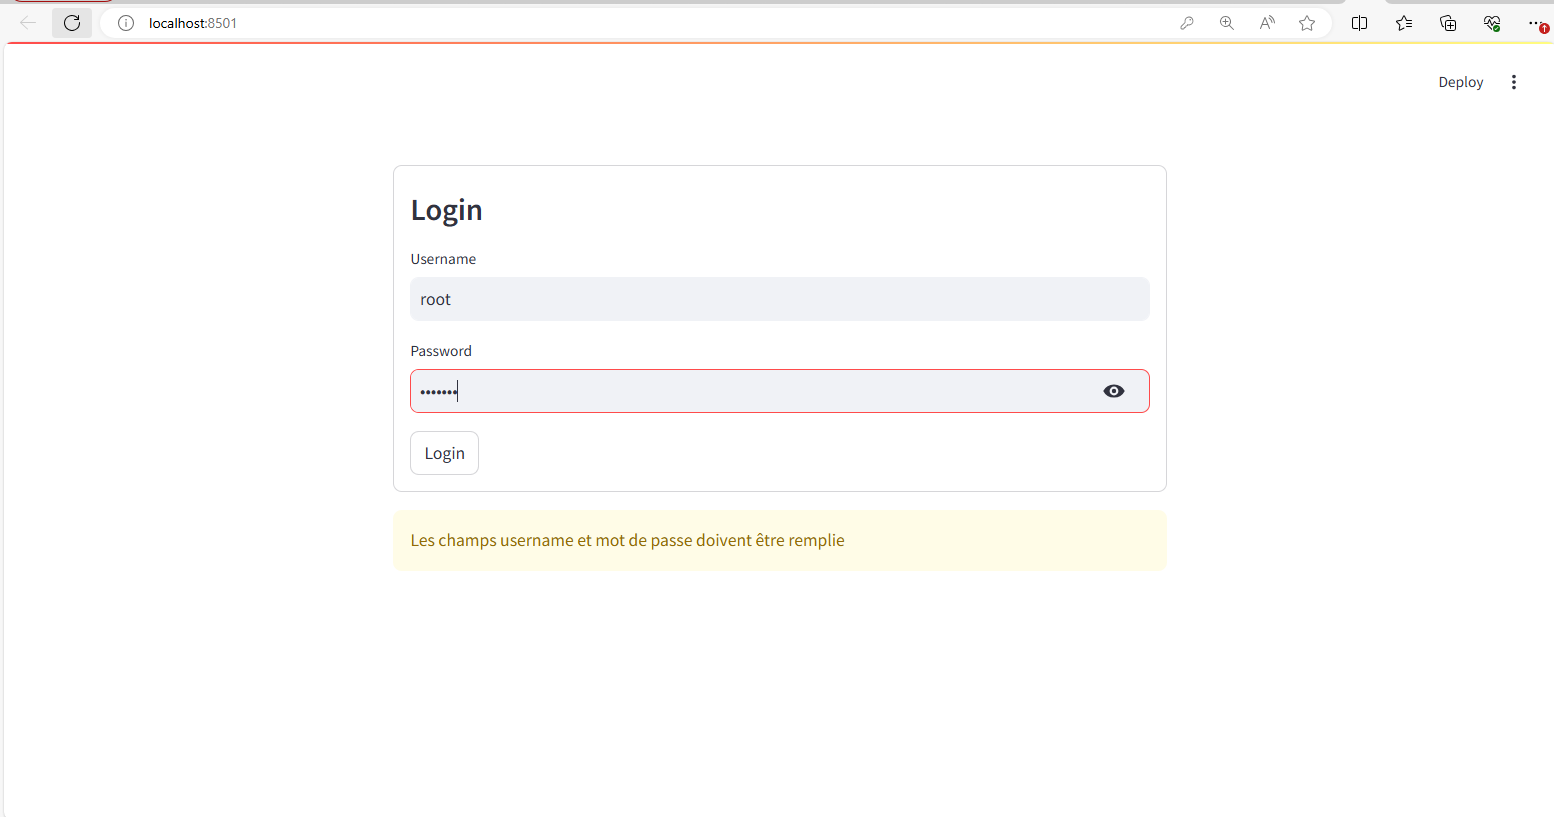 localhost:8501
Deploy
Login
Username
root
Password
•••••••
Login
Les champs username et mot de passe doivent être remplie